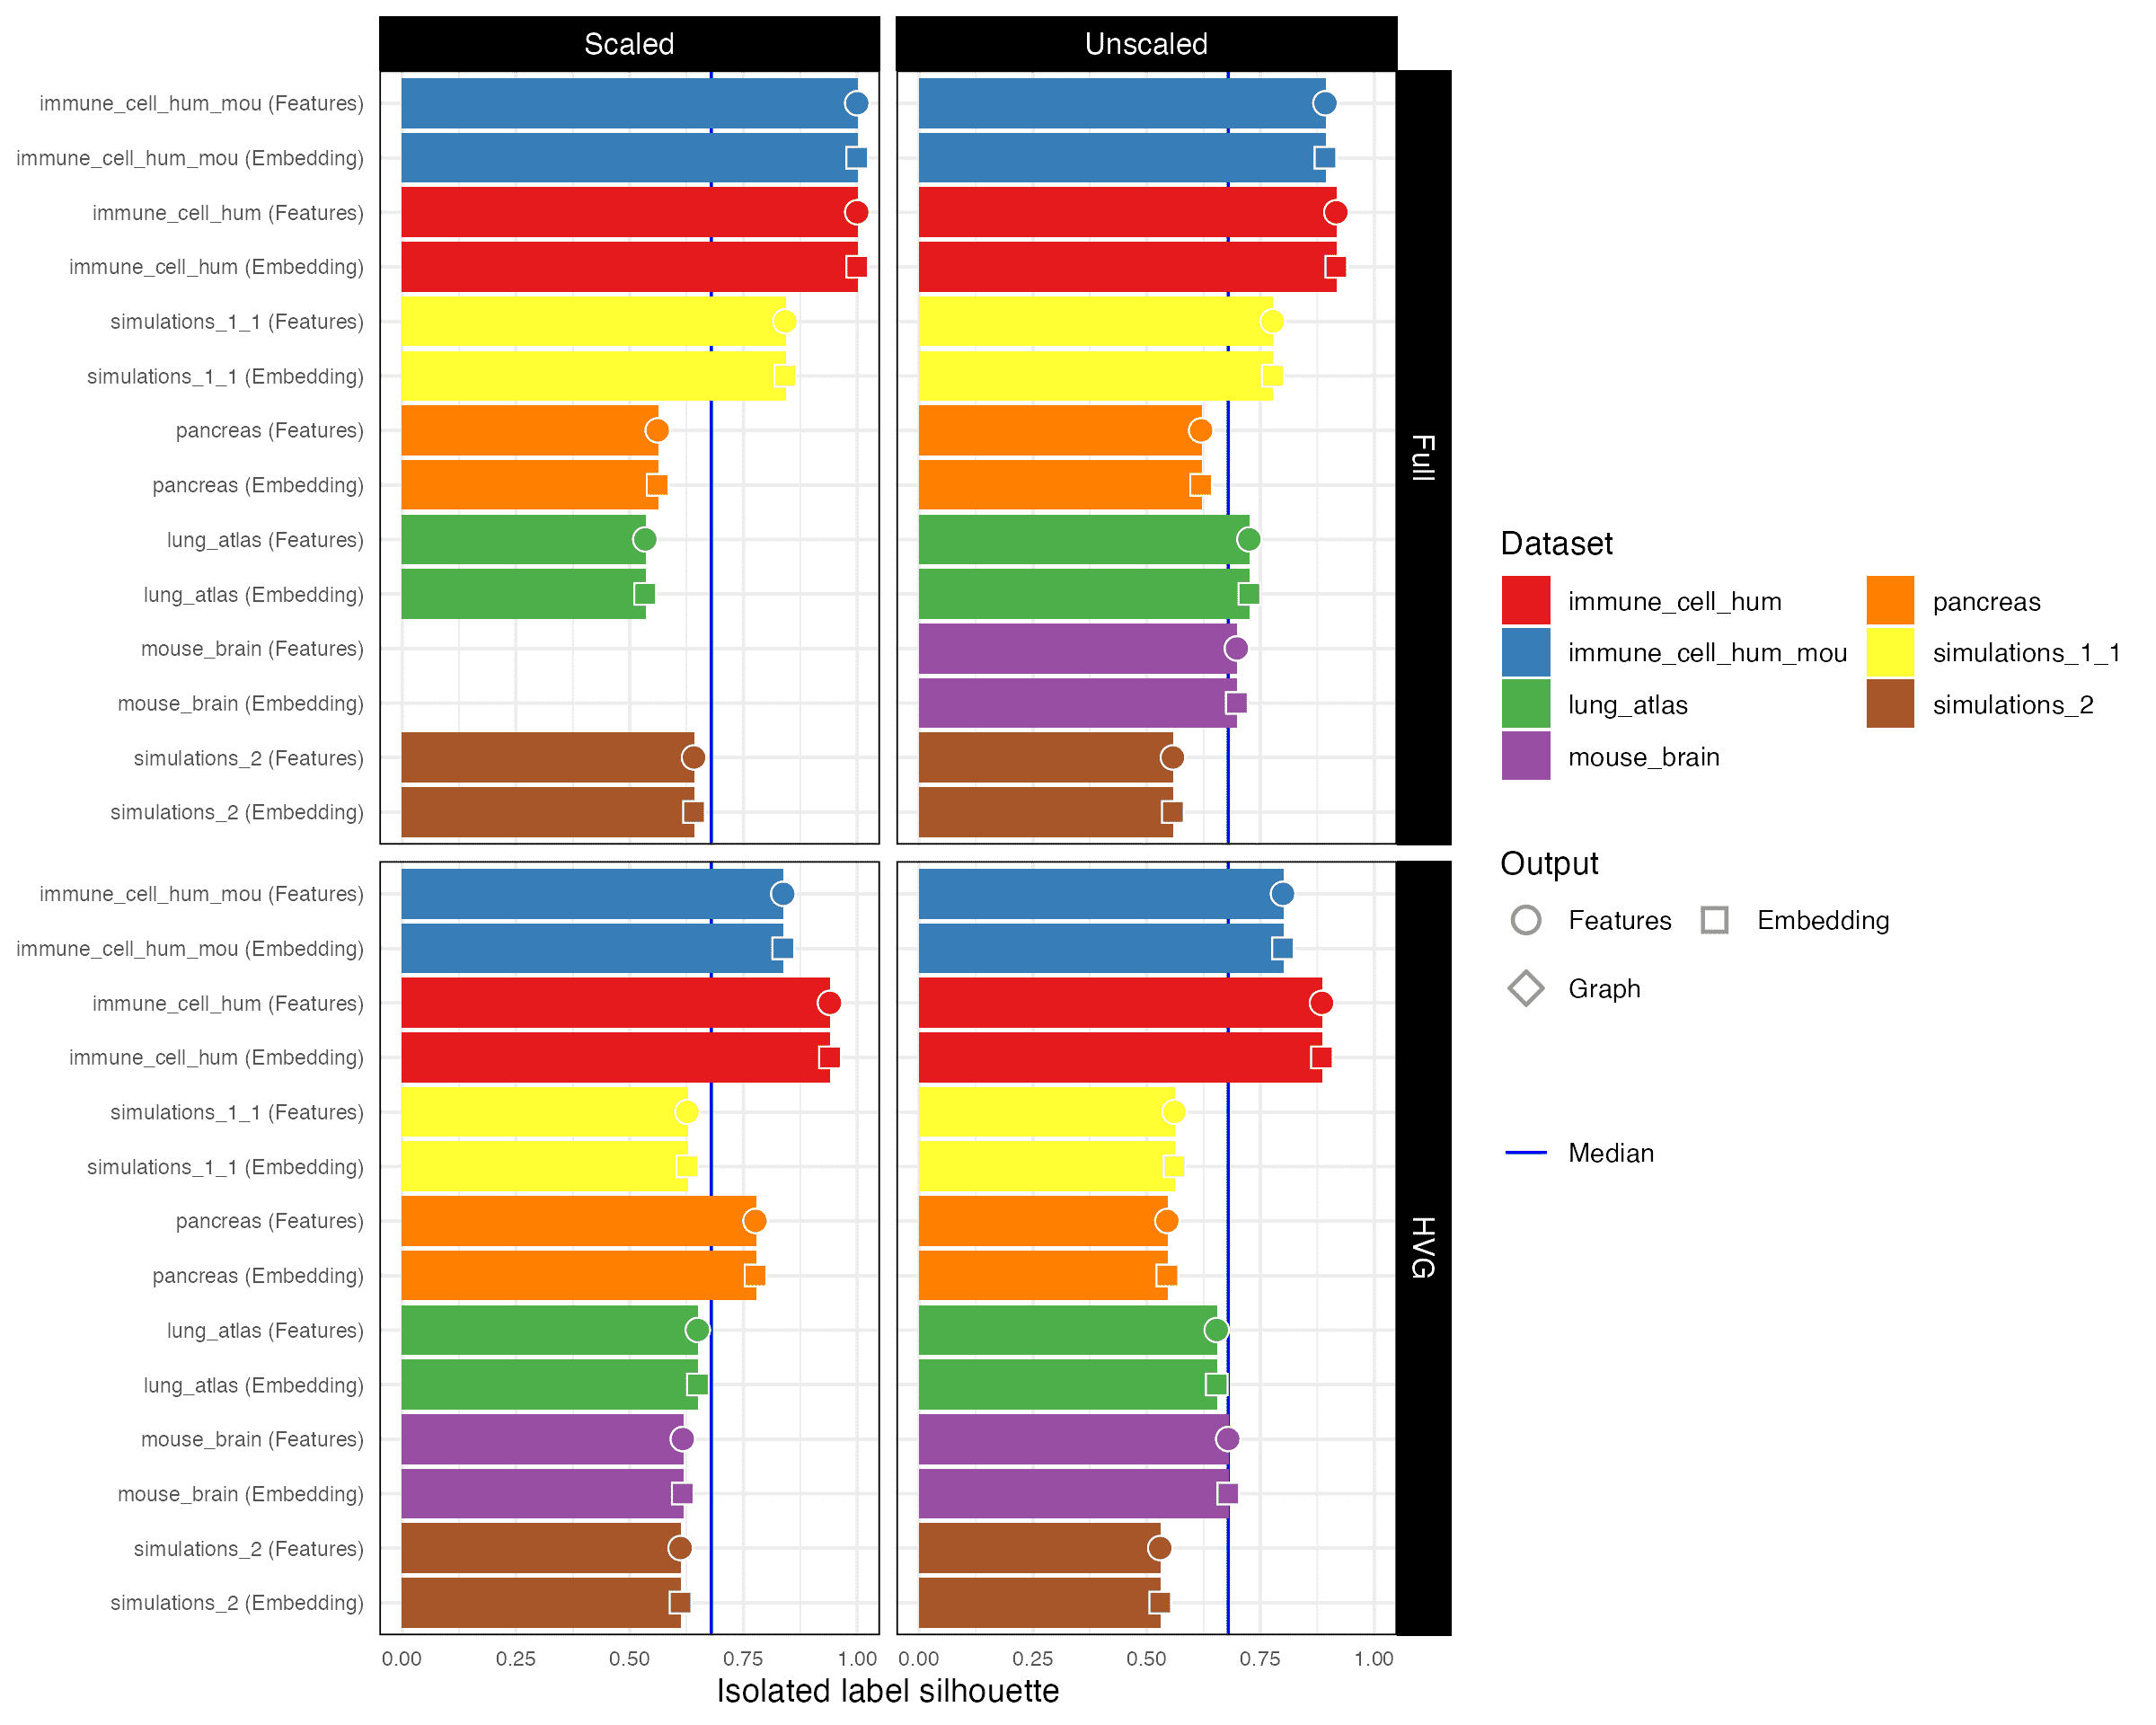 Scaled
Unscaled
immune_cell_hum_mou (Features)
immune_cell_hum_mou (Embedding)
immune_cell_hum (Features)
immune_cell_hum (Embedding)
simulations_1_1 (Features)
simulations_1_1 (Embedding)
pancreas (Features)
pancreas (Embedding)
lung_atlas (Features)
lung_atlas (Embedding)
mouse_brain (Features)
mouse_brain (Embedding)
simulations_2 (Features)
simulations_2 (Embedding)
Full
immune_cell_hum_mou (Features)
immune_cell_hum_mou (Embedding)
immune_cell_hum (Features)
immune_cell_hum (Embedding)
simulations_1_1 (Features)
simulations_1_1 (Embedding)
pancreas (Features)
pancreas (Embedding)
lung_atlas (Features)
lung_atlas (Embedding)
mouse_brain (Features)
mouse_brain (Embedding)
simulations_2 (Features)
simulations_2 (Embedding)
HVG
0.00 0.25 0.50 0.75 1.00 0.00 0.25 0.50 0.75 1.00
Isolated label silhouette
Dataset
immune_cell_hum
immune_cell_hum_mou
lung_atlas
mouse_brain
pancreas
simulations_1_1
simulations_2
Output
Features Embedding
Graph
Median